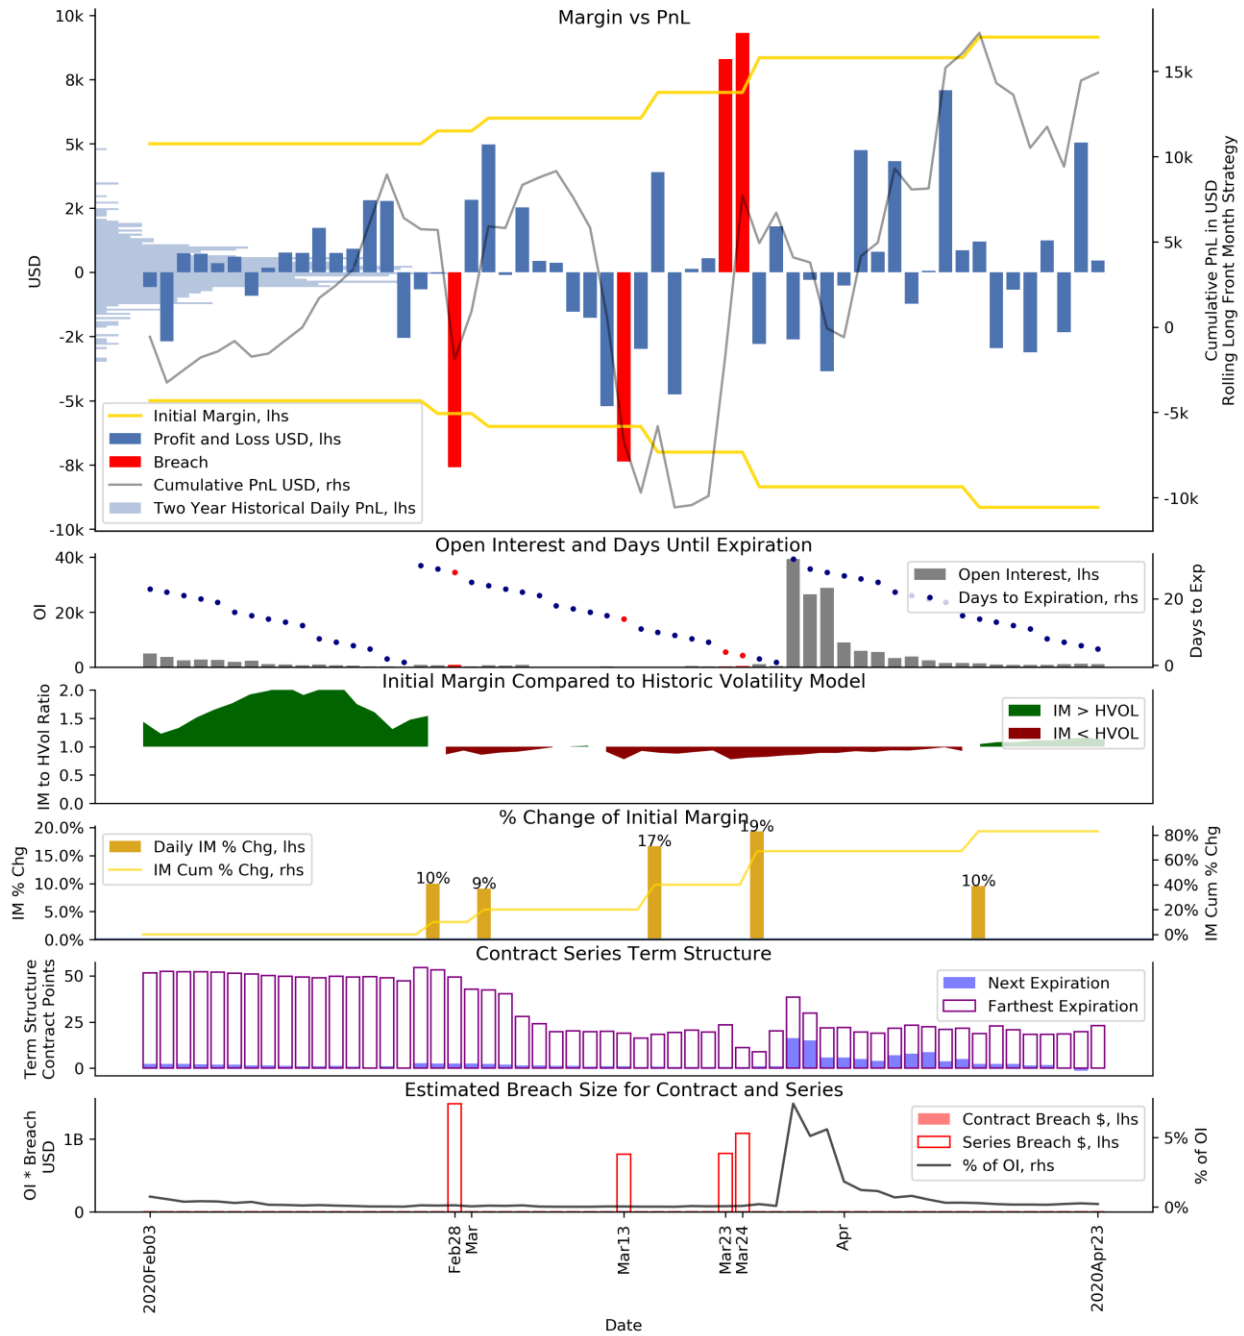 Margin vs PnL
10k
8k
5k
2k
0
-2k
-5k
-8k
-10k
USD
15k
10k
5k
0
-5k
-10k
Cumulative PnL in USD
Rolling Long Front Month Strategy
Initial Margin, lhs
Profit and Loss USD, lhs
Breach
Cumulative PnL USD, rhs
Two Year Historical Daily PnL, lhs
Open Interest and Days Until Expiration
40k
20k
0
OI
20
0
Days to Exp
Open Interest, lhs
Days to Expiration, rhs
Initial Margin Compared to Historic Volatility Model
2.0
1.5
1.0
0.5
0.0
IM to HVol Ratio
IM > HVOL
IM < HVOL
% Change of Initial Margin
20.0%
15.0%
10.0%
5.0%
0.0%
IM % Chg
80%
60%
40%
20%
0%
IM Cum % Chg
Daily IM % Chg, lhs
IM Cum % Chg, rhs
10%
9%
17%
19%
10%
Contract Series Term Structure
50
25
0
Term Structure
Contract Points
Next Expiration
Farthest Expiration
Estimated Breach Size for Contract and Series
1B
0
OI * Breach
USD
5%
0%
% of OI
Contract Breach $, lhs
Series Breach $, lhs
% of OI, rhs
2020Feb03
Feb28
Mar
Mar13
Mar23
Mar24
Apr
2020Apr23
Date